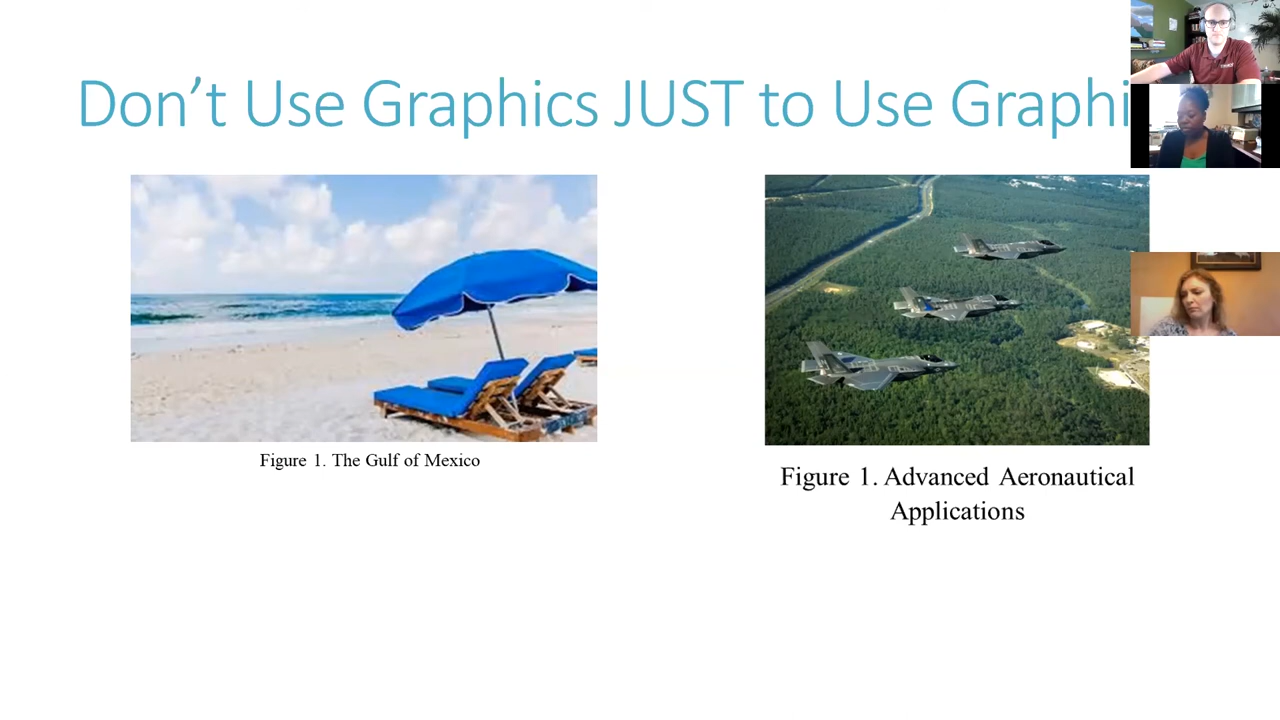 Don’t Use Graphics JUST to Use Graphi
Figure 1. The Gulf of Mexico
Figure 1. Advanced Aeronautical
Applications